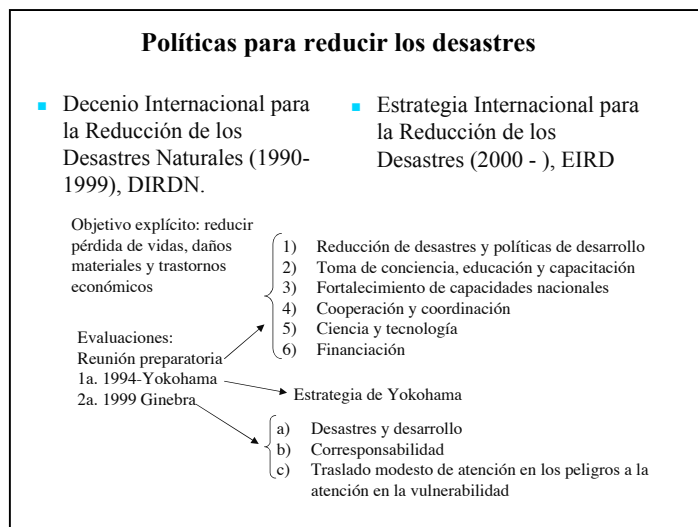 Políticas para reducir los desastres
Decenio Internacional para
la Reducción de los
Desastres Naturales (1990-
1999), DIRDN.
Estrategia Internacional para
la Reducción de los
Desastres (2000 - ), EIRD
Objetivo explícito: reducir
pérdida de vidas, daños
materiales y trastornos
económicos
1) Reducción de desastres y políticas de desarrollo
2) Toma de conciencia, educación y capacitación
3) Fortalecimiento de capacidades nacionales
4) Cooperación y coordinación
5) Ciencia y tecnología
6) Financiación
Evaluaciones:
Reunión preparatoria
1a. 1994-Yokohama
2a. 1999 Ginebra
Estrategia de Yokohama
a) Desastres y desarrollo
b) Corresponsabilidad
c) Traslado modesto de atención en los peligros a la
atención en la vulnerabilidad